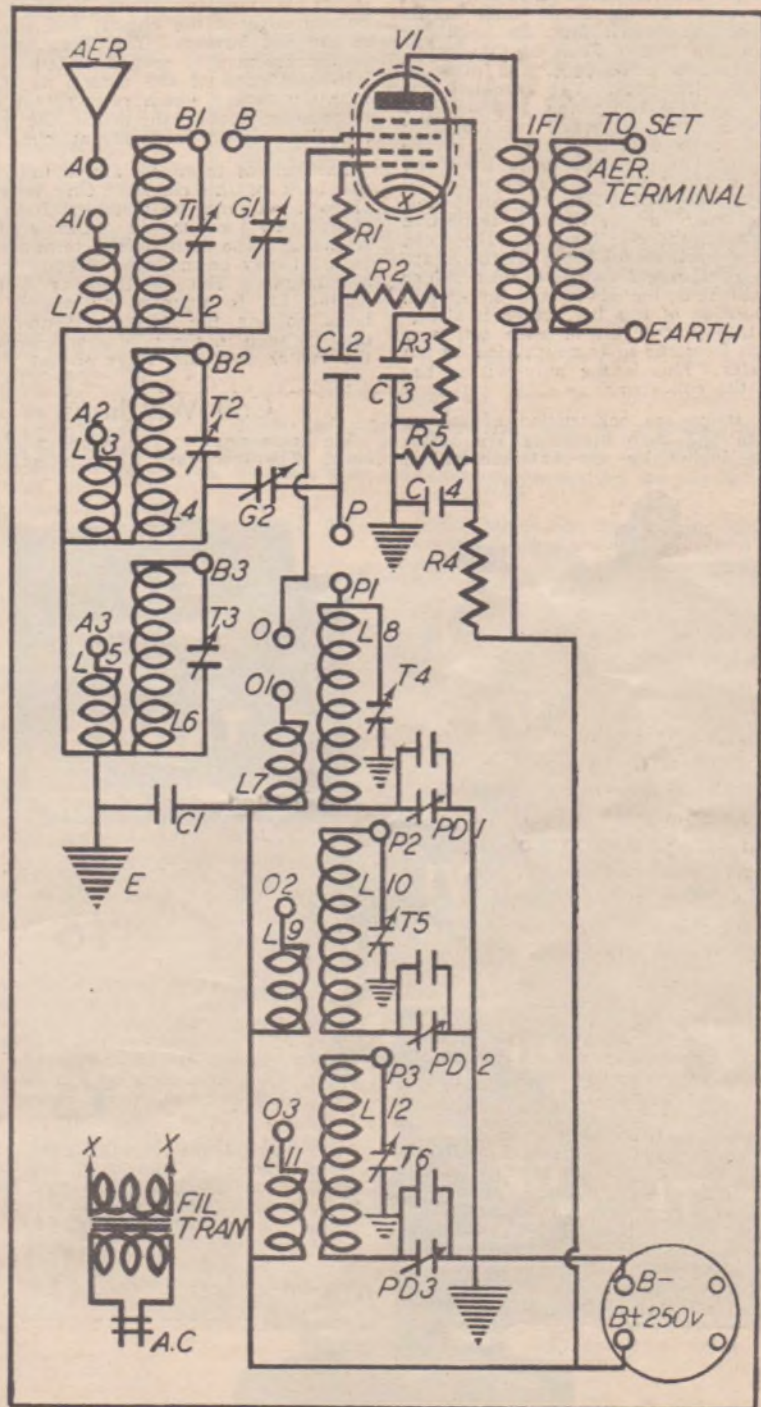 AER
V1
B1 B
A
T1
G1
1F1
TO SET
A1
AER.
TERMINAL
X
R1
L1
L2
R2
EARTH
B2
C2
R3
C3
A2
T2
L3
R5
L4
G2
C4
P
B3
R4
P1
A3
T3
O
L8
L5
O1
T4
L6
L7
C1
PD1
P2
E
O2
L10
L9
T5
PD2
P3
O3
L12
X X
L11
T6
FIL
TRAN
PD3
B-
B+250v
A.C